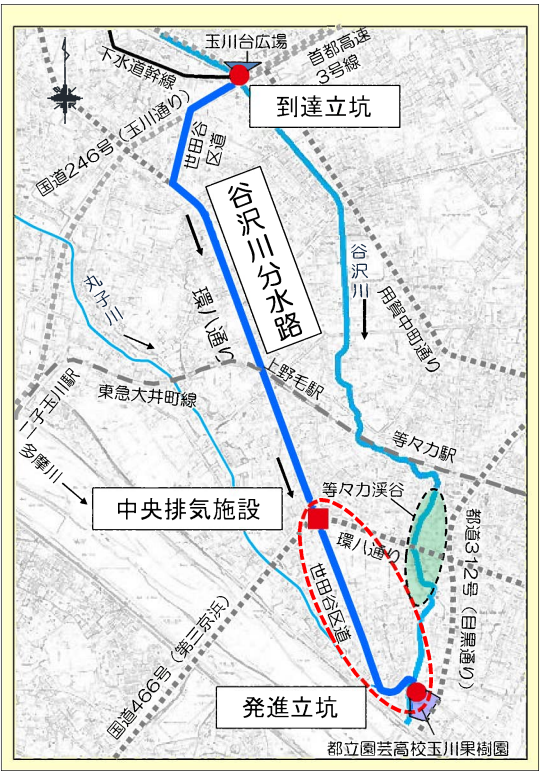 玉川台広場
首都高速
3号線
下水道幹線
到達立坑
国道246号（玉川通り）
世田谷
区道
谷沢川分水路
谷沢川
丸子川
環八通り
用賀中町通り
上野毛駅
東急大井町線
二子玉川駅
多摩川
等々力駅
等々力渓谷
中央排気施設
環八通り
都道312号（目黒通り）
世田谷区道
国道466号（第三京浜）
発進立坑
都立園芸高校玉川果樹園